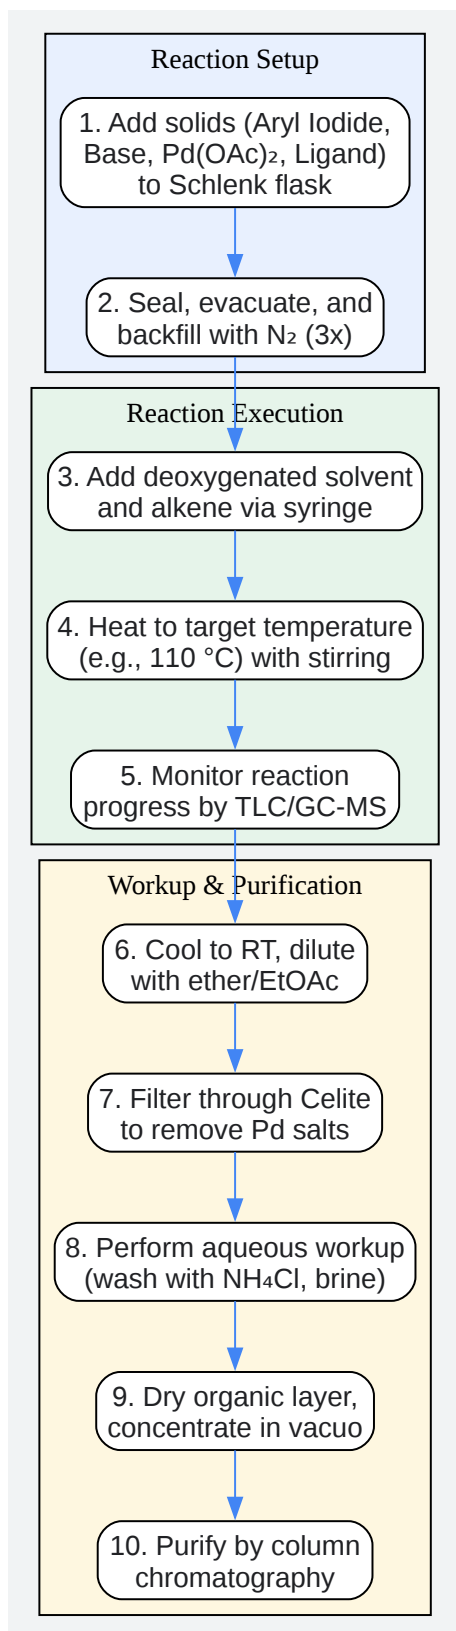 Reaction Setup
1. Add solids (Aryl Iodide,
Base, Pd(OAc)₂, Ligand)
to Schlenk flask
2. Seal, evacuate, and
backfill with N₂ (3x)
Reaction Execution
3. Add deoxygenated solvent
and alkene via syringe
4. Heat to target temperature
(e.g., 110 °C) with stirring
5. Monitor reaction
progress by TLC/GC-MS
Workup & Purification
6. Cool to RT, dilute
with ether/EtOAc
7. Filter through Celite
to remove Pd salts
8. Perform aqueous workup
(wash with NH₄Cl, brine)
9. Dry organic layer,
concentrate in vacuo
10. Purify by column
chromatography